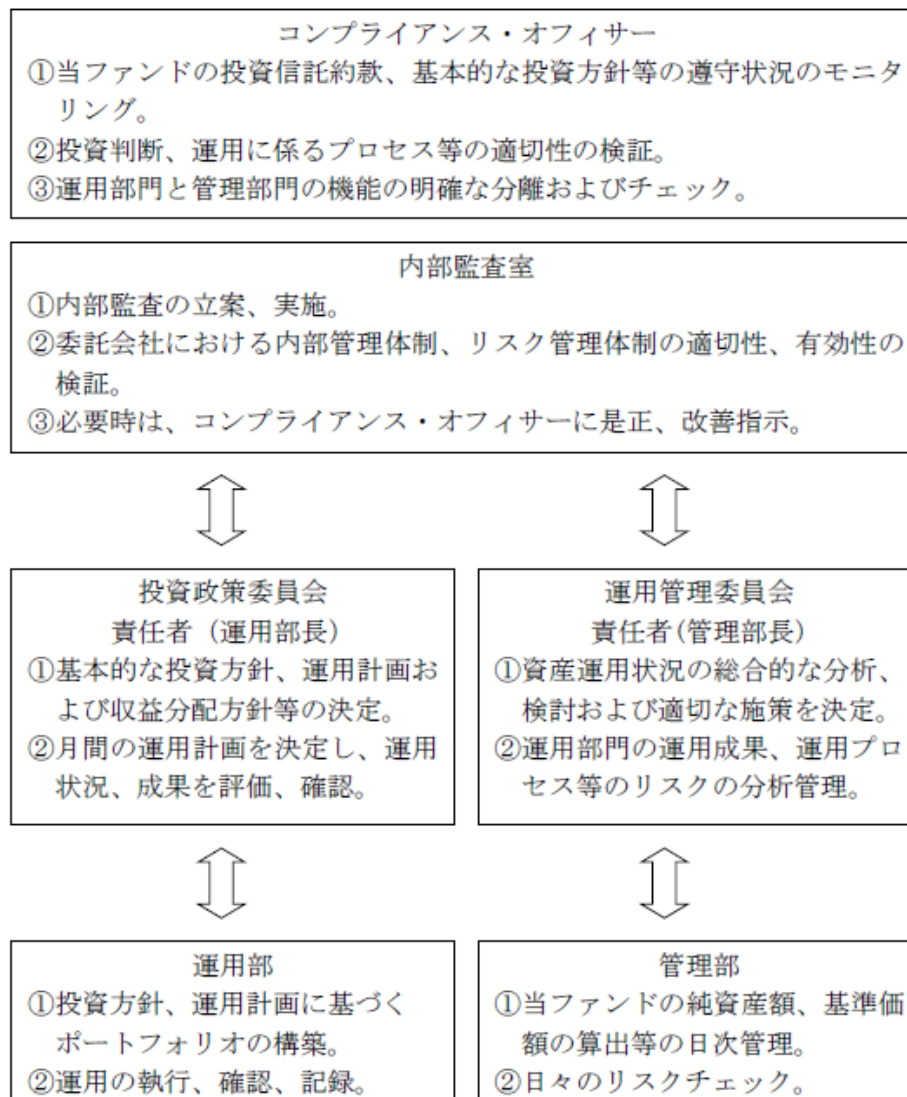 コンプライアンス・オフィサー
①当ファンドの投資信託約款、基本的な投資方針等の遵守状況のモニタ
リング。
②投資判断、運用に係るプロセス等の適切性の検証。
③運用部門と管理部門の機能の明確な分離およびチェック。
内部監査室
①内部監査の立案、実施。
②委託会社における内部管理体制、リスク管理体制の適切性、有効性の
検証。
③必要時は、コンプライアンス・オフィサーに是正、改善指示。
投資政策委員会
責任者（運用部長）
①基本的な投資方針、運用計画お
よび収益分配方針等の決定。
②月間の運用計画を決定し、運用
状況、成果を評価、確認。
運用管理委員会
責任者(管理部長)
①資産運用状況の総合的な分析、
検討および適切な施策を決定。
②運用部門の運用成果、運用プロ
セス等のリスクの分析管理。
運用部
①投資方針、運用計画に基づく
ポートフォリオの構築。
②運用の執行、確認、記録。
管理部
①当ファンドの純資産額、基準価
額の算出等の日次管理。
②日々のリスクチェック。